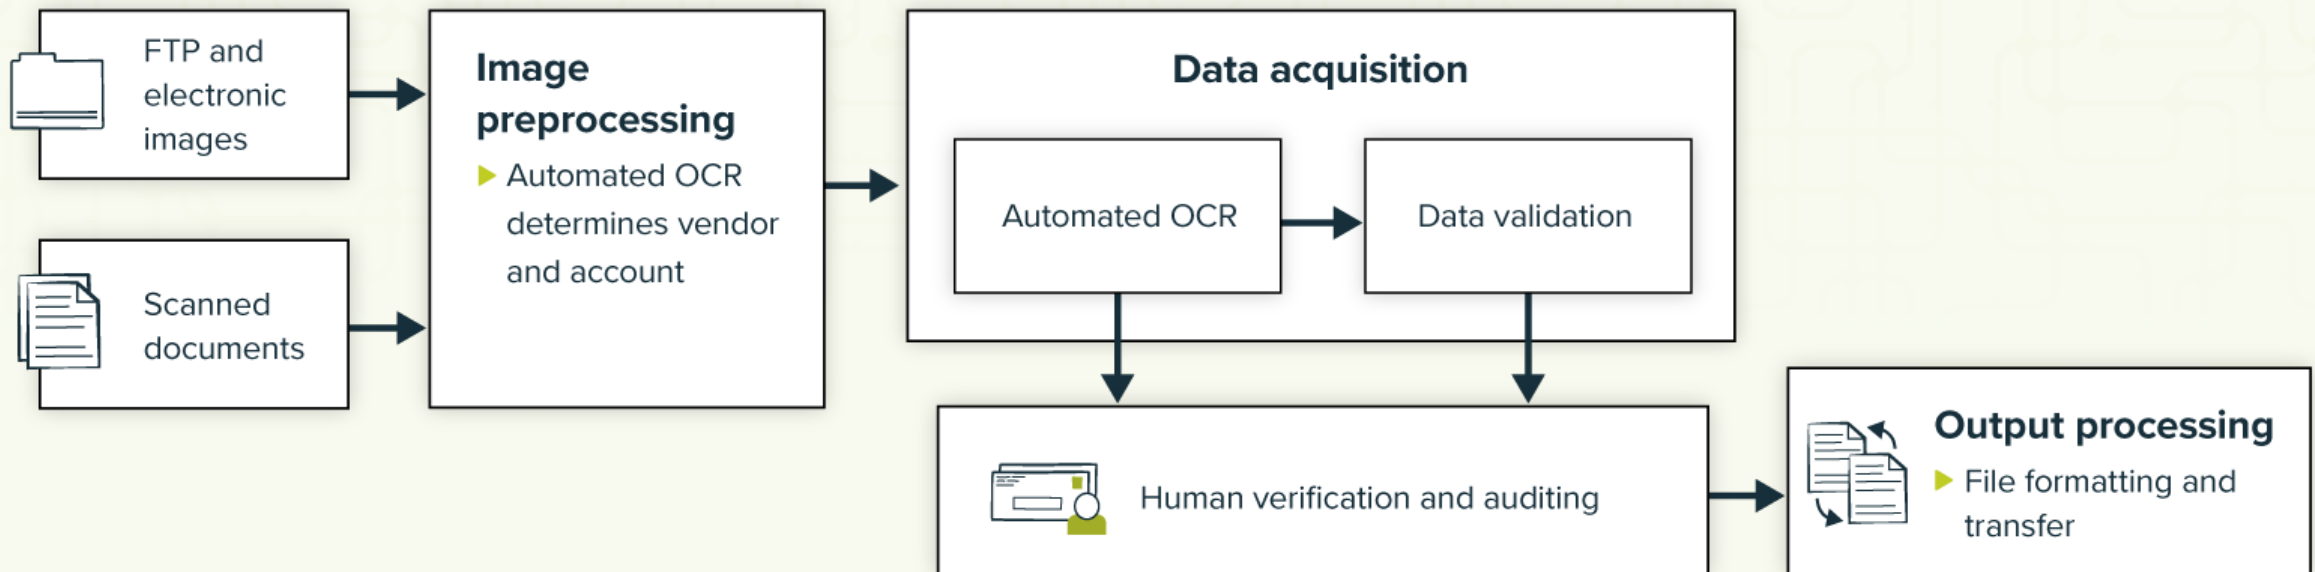 FTP and
electronic
images
Scanned
documents
Image
preprocessing
Automated OCR
determines vendor
and account
Data acquisition
Automated OCR
Data validation
Human verification and auditing
Output processing
File formatting and
transfer